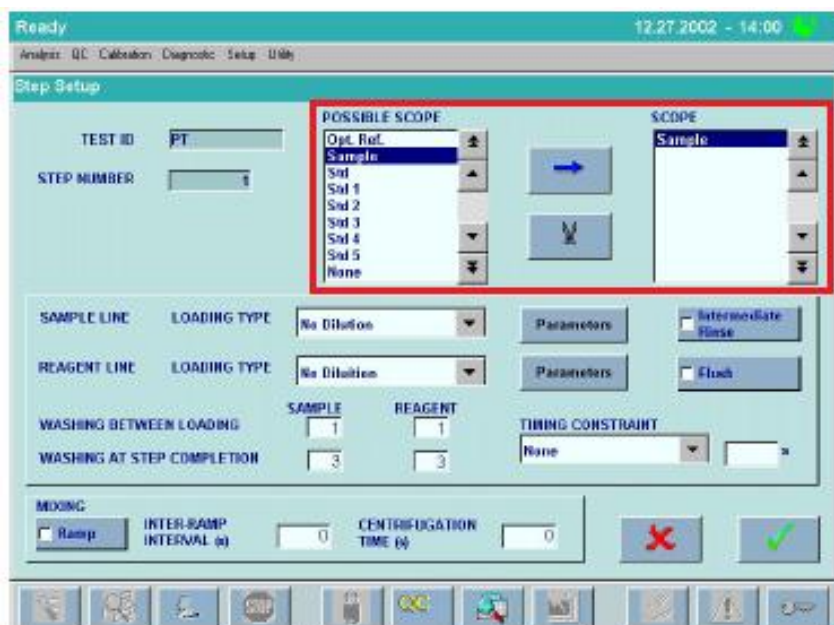 Ready 12.27.2002 - 14:00
Analysis QC Calibration Diagnostic Setup Utility
Step Setup
POSSIBLE SCOPE SCOPE
TEST ID PT
STEP NUMBER 1
Opt. Ref.
Sample
Std
Std 1
Std 2
Std 3
Std 4
Std 5
None
Sample
SAMPLE LINE LOADING TYPE No Dilution Parameters Intermediate Rinse
REAGENT LINE LOADING TYPE No Diluition Parameters Flush
SAMPLE REAGENT
WASHING BETWEEN LOADING 1 1
TIMING CONSTRAINT
None s
WASHING AT STEP COMPLETION 3 3
MIXING
Ramp INTER-RAMP INTERVAL (s) 0 CENTRIFUGATION TIME (s) 0
STOP QC